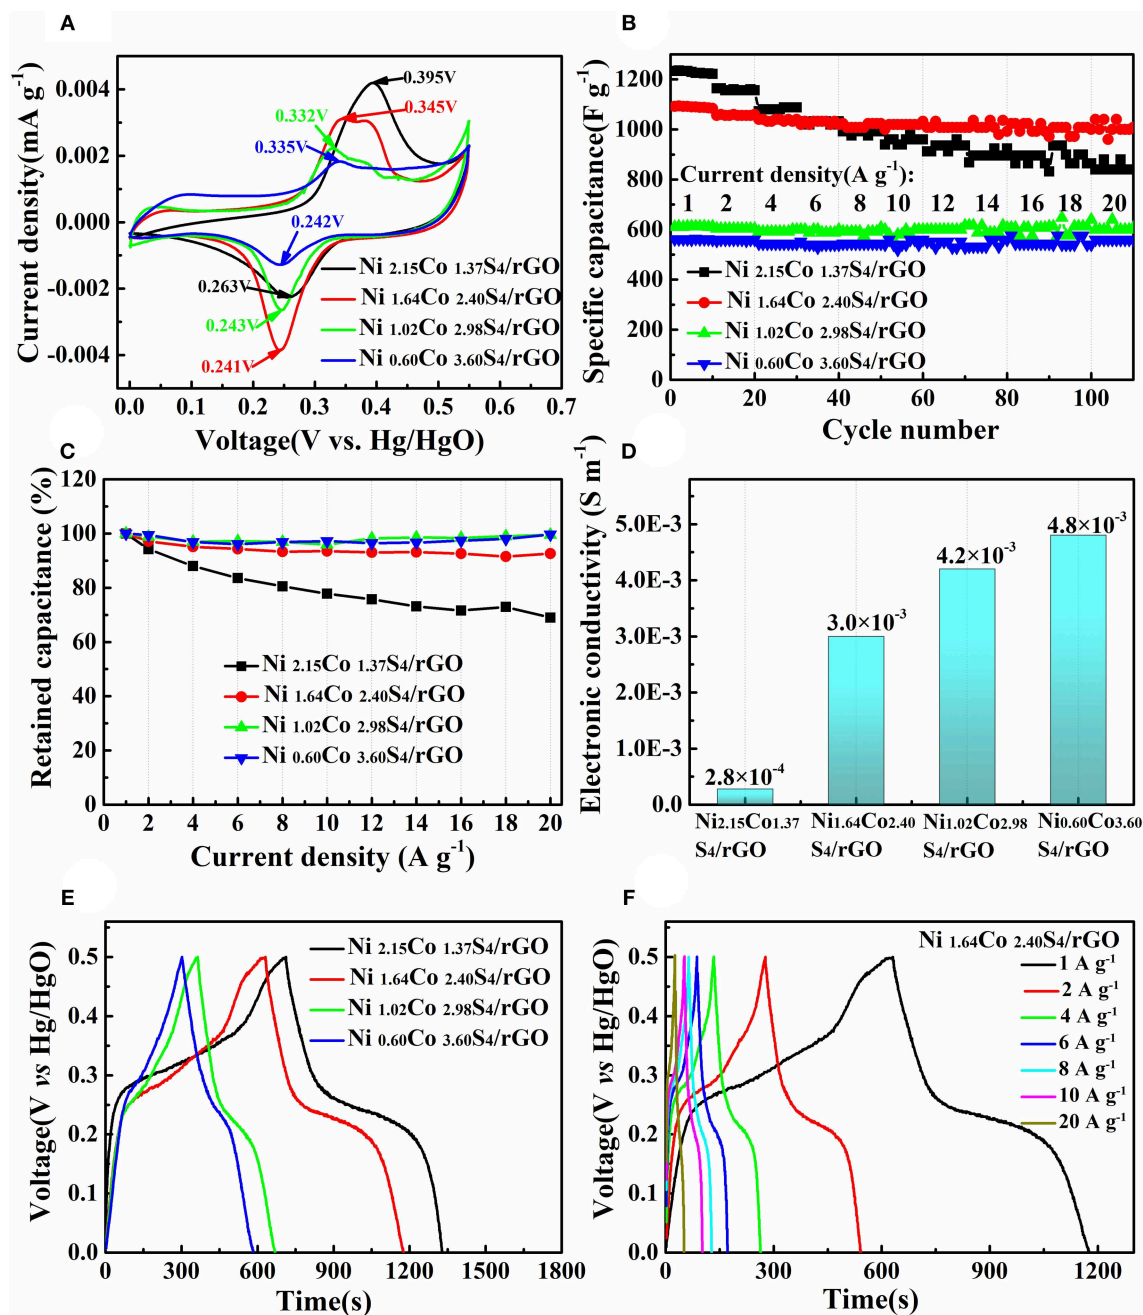 A
Current density(mA g-1)
0.004
0.002
0.000
-0.002
-0.004
0.395V
0.345V
0.332V
0.335V
0.242V
0.263V
0.243V
0.241V
Ni 2.15Co 1.37S4/rGO
Ni 1.64Co 2.40S4/rGO
Ni 1.02Co 2.98S4/rGO
Ni 0.60Co 3.60S4/rGO
0.0 0.1 0.2 0.3 0.4 0.5 0.6 0.7
Voltage(V vs. Hg/HgO)
B
Specific capacitance(F g-1)
1200
1000
800
600
400
200
0
Current density(A g-1):
1 2 4 6 8 10 12 14 16 18 20
Ni 2.15Co 1.37S4/rGO
Ni 1.64Co 2.40S4/rGO
Ni 1.02Co 2.98S4/rGO
Ni 0.60Co 3.60S4/rGO
0 20 40 60 80 100
Cycle number
C
Retained capacitance (%)
120
100
80
60
40
20
0
Ni 2.15Co 1.37S4/rGO
Ni 1.64Co 2.40S4/rGO
Ni 1.02Co 2.98S4/rGO
Ni 0.60Co 3.60S4/rGO
0 2 4 6 8 10 12 14 16 18 20
Current density (A g-1)
D
Electronic conductivity (S m-1)
5.0E-3
4.0E-3
3.0E-3
2.0E-3
1.0E-3
0.0
2.8×10-4
3.0×10-3
4.2×10-3
4.8×10-3
Ni2.15Co1.37
S4/rGO
Ni1.64Co2.40
S4/rGO
Ni1.02Co2.98
S4/rGO
Ni0.60Co3.60
S4/rGO
E
Voltage(V vs Hg/HgO)
0.5
0.4
0.3
0.2
0.1
0.0
Ni 2.15Co 1.37S4/rGO
Ni 1.64Co 2.40S4/rGO
Ni 1.02Co 2.98S4/rGO
Ni 0.60Co 3.60S4/rGO
0 300 600 900 1200 1500 1800
Time(s)
F
Voltage(V vs Hg/HgO)
0.5
0.4
0.3
0.2
0.1
0.0
Ni 1.64Co 2.40S4/rGO
1 A g-1
2 A g-1
4 A g-1
6 A g-1
8 A g-1
10 A g-1
20 A g-1
0 300 600 900 1200
Time(s)